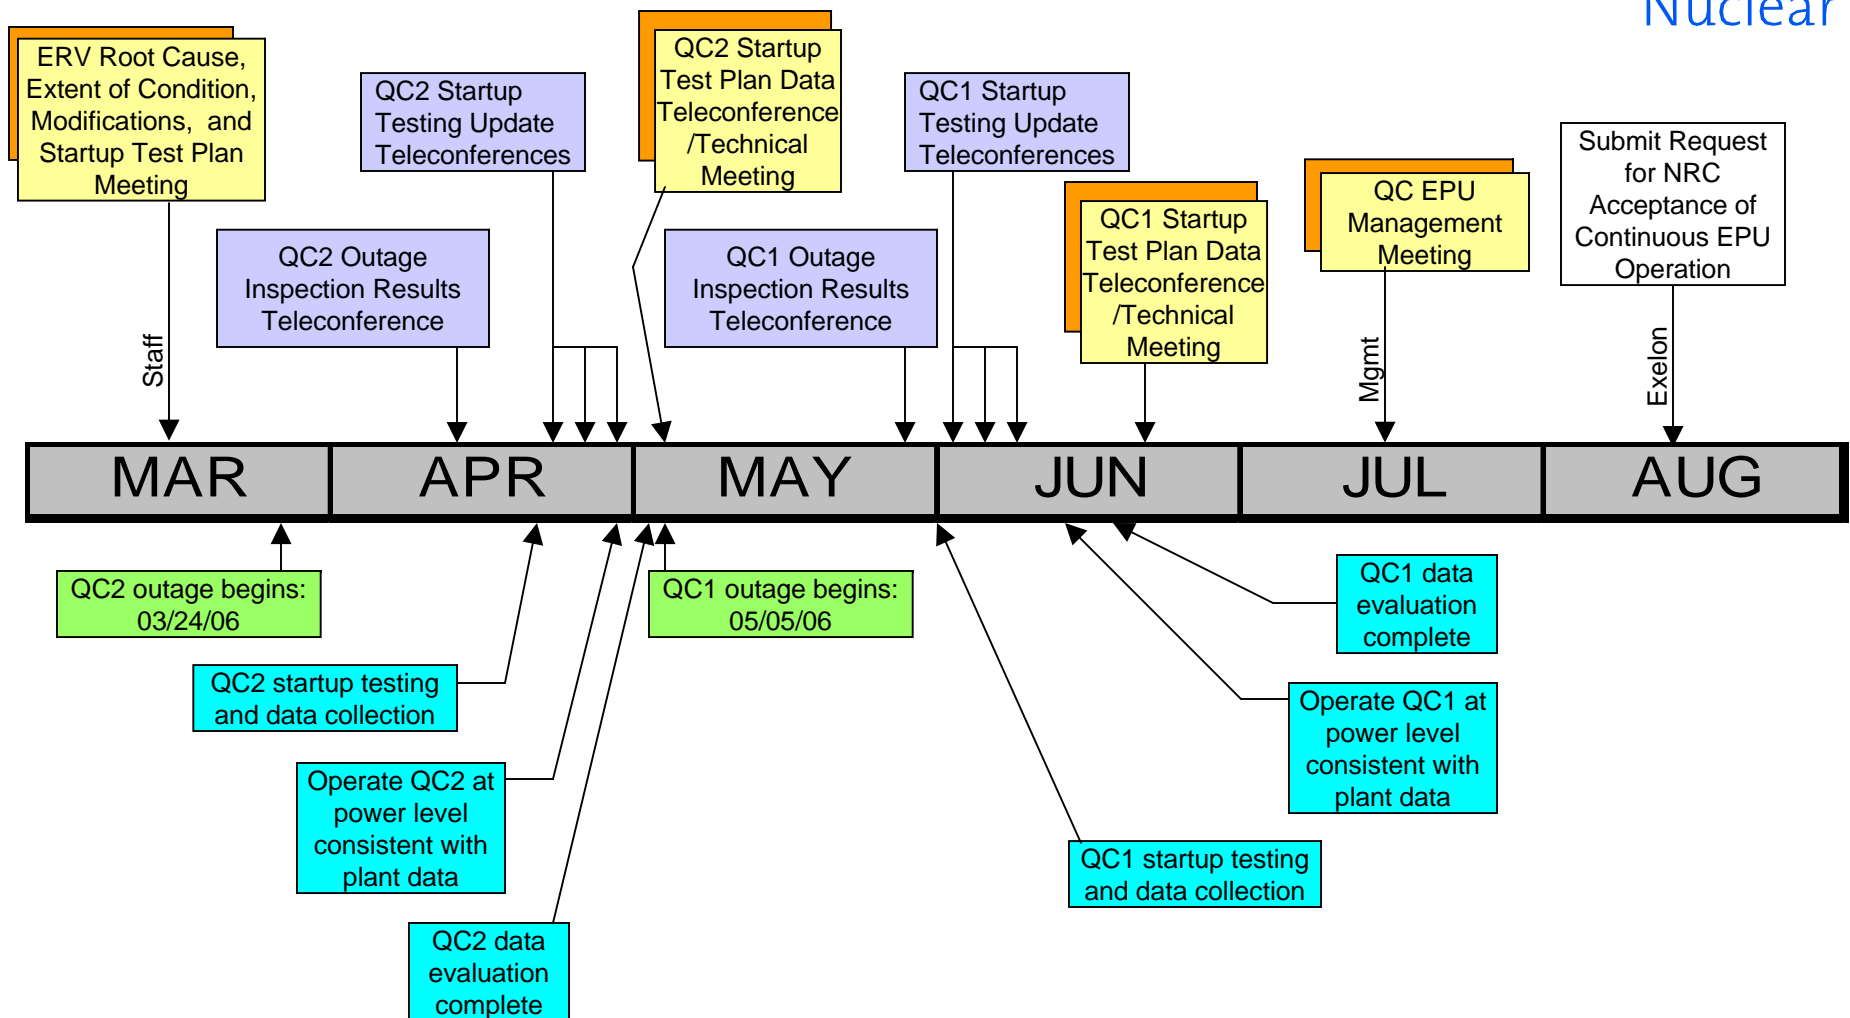 Nuclear
ERV Root Cause,
Extent of Condition,
Modifications, and
Startup Test Plan
Meeting
QC2 Startup
Testing Update
Teleconferences
QC2 Startup
Test Plan Data
Teleconference
/Technical
Meeting
QC1 Startup
Testing Update
Teleconferences
QC1 Startup
Test Plan Data
Teleconference
/Technical
Meeting
QC EPU
Management
Meeting
Submit Request
for NRC
Acceptance of
Continuous EPU
Operation
QC2 Outage
Inspection Results
Teleconference
QC1 Outage
Inspection Results
Teleconference
Staff
Mgmt
Exelon
MAR
APR
MAY
JUN
JUL
AUG
QC2 outage begins:
03/24/06
QC1 outage begins:
05/05/06
QC1 data
evaluation
complete
QC2 startup testing
and data collection
Operate QC1 at
power level
consistent with
plant data
Operate QC2 at
power level
consistent with
plant data
QC1 startup testing
and data collection
QC2 data
evaluation
complete